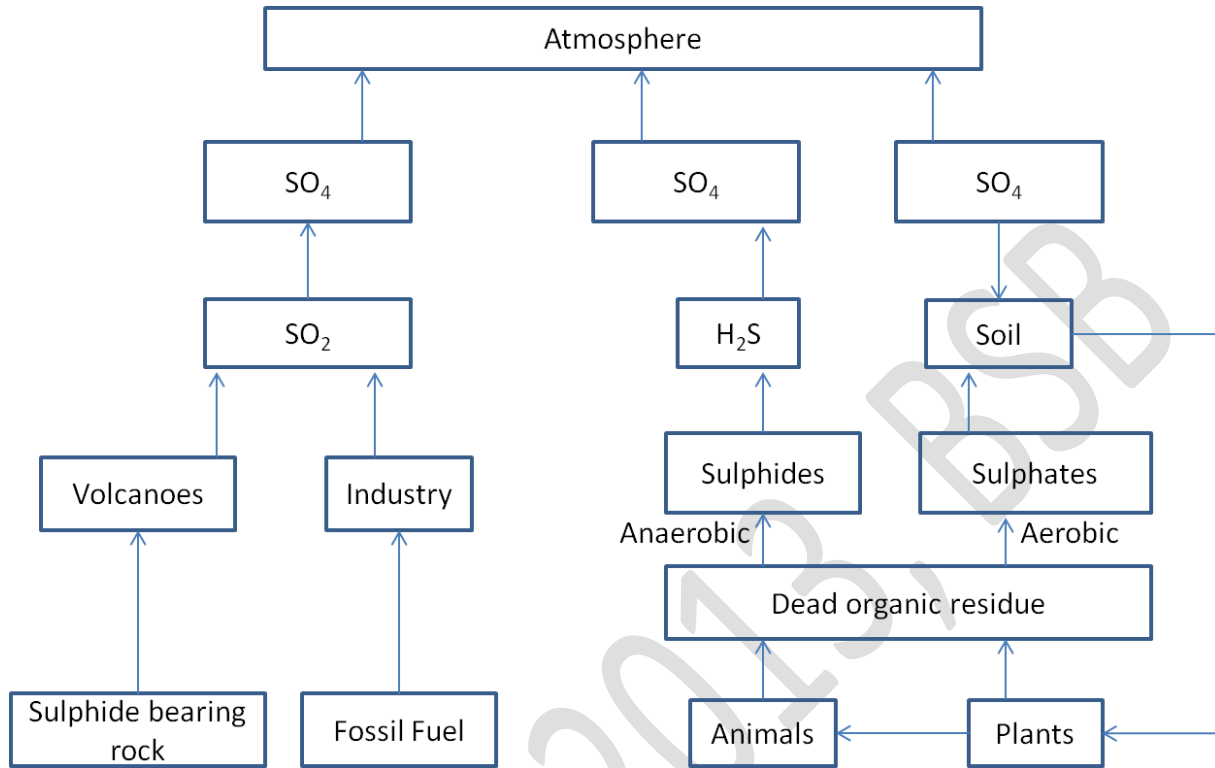 Atmosphere
SO₄
SO₄
SO₄
SO₂
H₂S
Soil
Volcanoes
Industry
Sulphides
Sulphates
Anaerobic
Aerobic
Dead organic residue
Sulphide bearing
rock
Fossil Fuel
Animals
Plants
2013, BSB